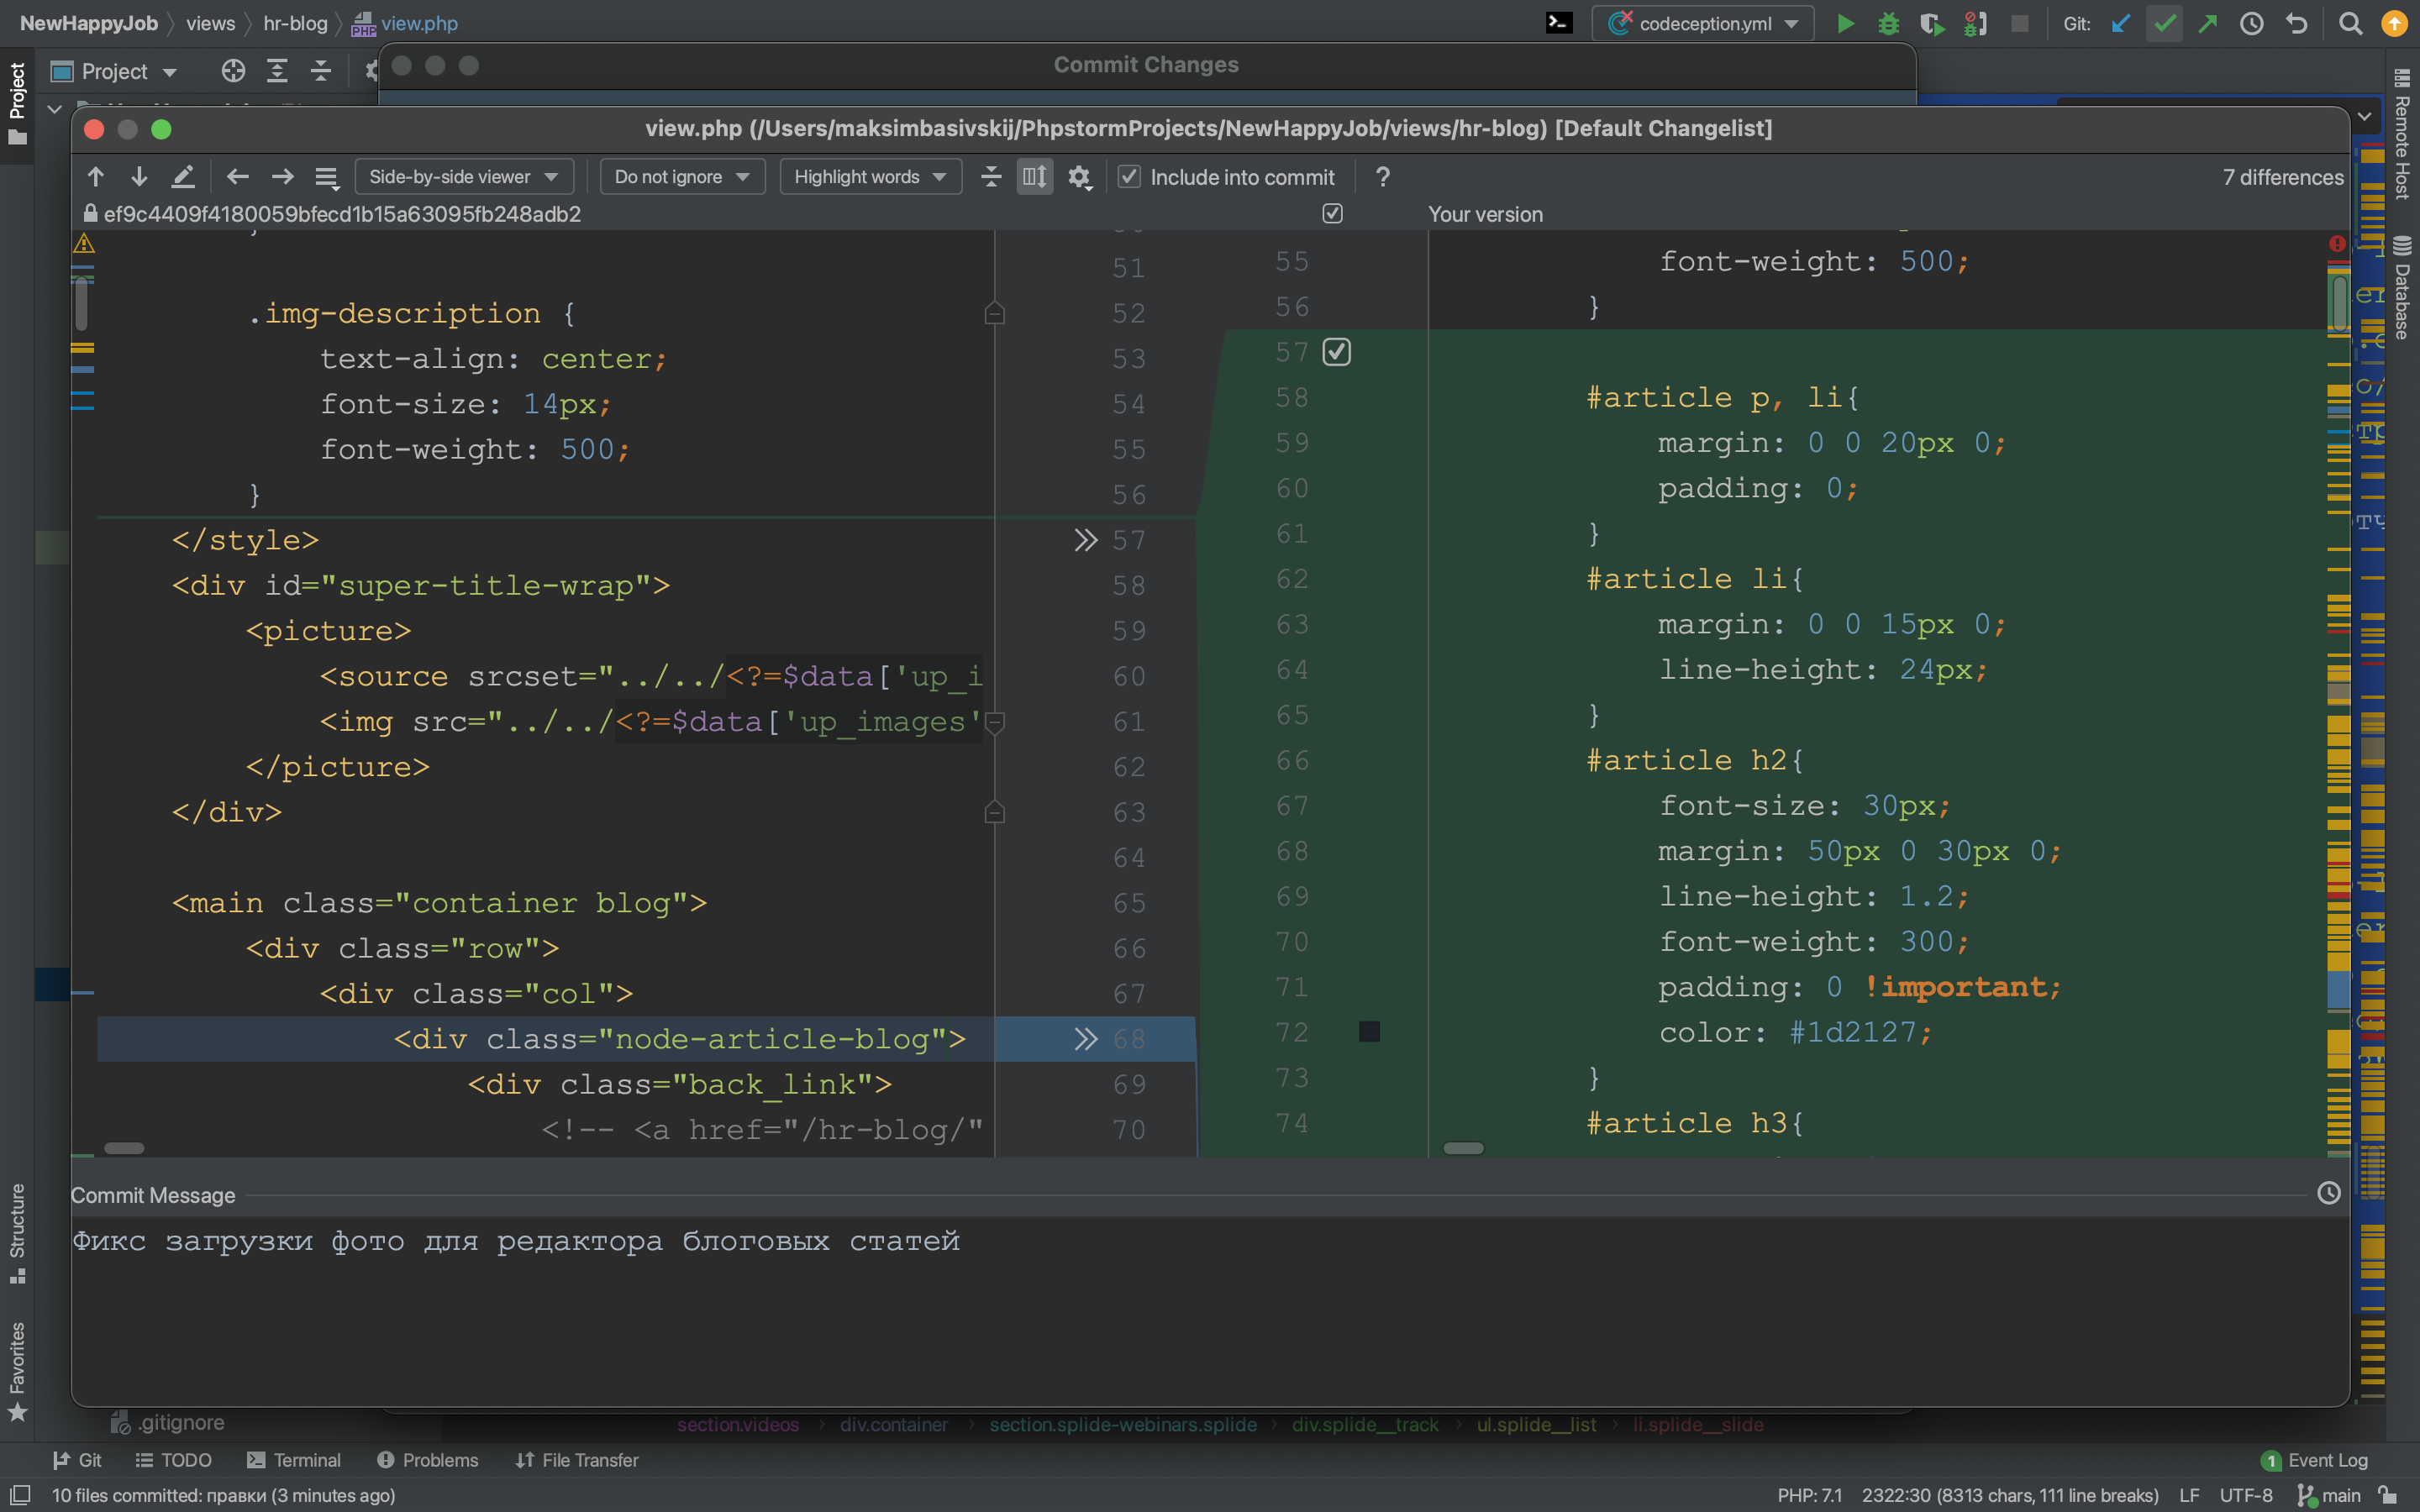 NewHappyJob views hr-blog view.php
codeception.yml Git:
Project
Commit Changes
view.php (/Users/maksimbasivskij/PhpstormProjects/NewHappyJob/views/hr-blog) [Default Changelist]
Side-by-side viewer Do not ignore Highlight words Include into commit ? 7 differences
ef9c4409f4180059bfecd1b15a63095fb248adb2 Your version
51
.img-description { 52
text-align: center; 53
font-size: 14px; 54
font-weight: 500; 55
} 56
</style> 57
<div id="super-title-wrap"> 58
<picture> 59
<source srcset="../../<?=$data['up_i 60
<img src="../../<?=$data['up_images' 61
</picture> 62
</div> 63
64
<main class="container blog"> 65
<div class="row"> 66
<div class="col"> 67
<div class="node-article-blog"> 68
<div class="back_link"> 69
<!-- <a href="/hr-blog/" 70
55 font-weight: 500;
56 }
57
58 #article p, li{
59 margin: 0 0 20px 0;
60 padding: 0;
61 }
62 #article li{
63 margin: 0 0 15px 0;
64 line-height: 24px;
65 }
66 #article h2{
67 font-size: 30px;
68 margin: 50px 0 30px 0;
69 line-height: 1.2;
70 font-weight: 300;
71 padding: 0 !important;
72 color: #1d2127;
73 }
74 #article h3{
Commit Message
Фикс загрузки фото для редактора блоговых статей
.gitignore
section.videos div.container section.splide-webinars.splide div.splide__track ul.splide__list li.splide__slide
Git TODO Terminal Problems File Transfer 1 Event Log
10 files committed: правки (3 minutes ago) PHP: 7.1 2322:30 (8313 chars, 111 line breaks) LF UTF-8 main
Project
Structure
Favorites
Remote Host
Database